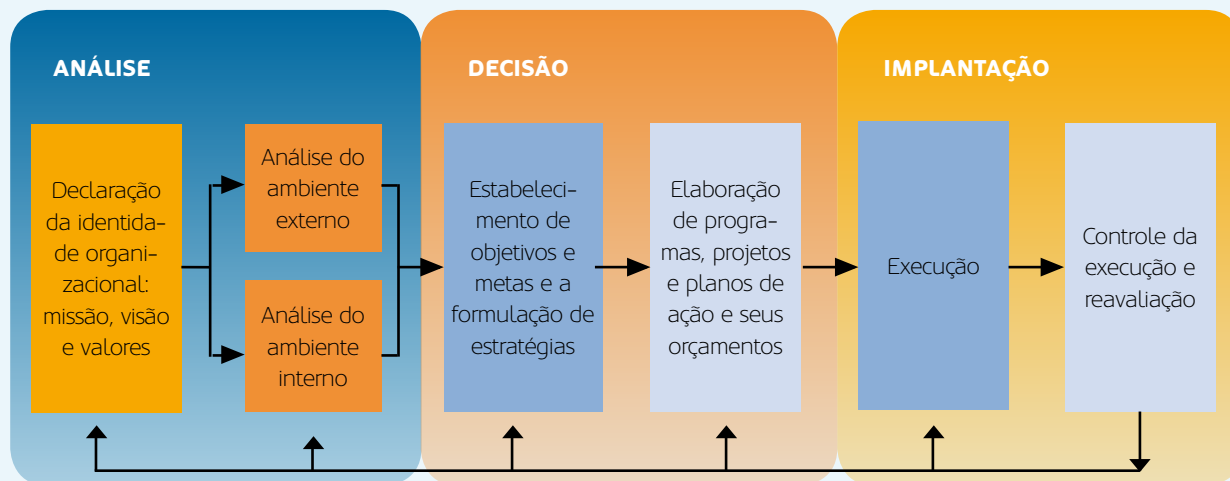 ANÁLISE
Declaração
da identida-
de organi-
zacional:
missão, visão
e valores
Análise do
ambiente
externo
Análise do
ambiente
interno
DECISÃO
Estabeleci-
mento de
objetivos e
metas e a
formulação de
estratégias
Elaboração
de progra-
mas, projetos
e planos de
ação e seus
orçamentos
IMPLANTAÇÃO
Execução
Controle da
execução e
reavaliação